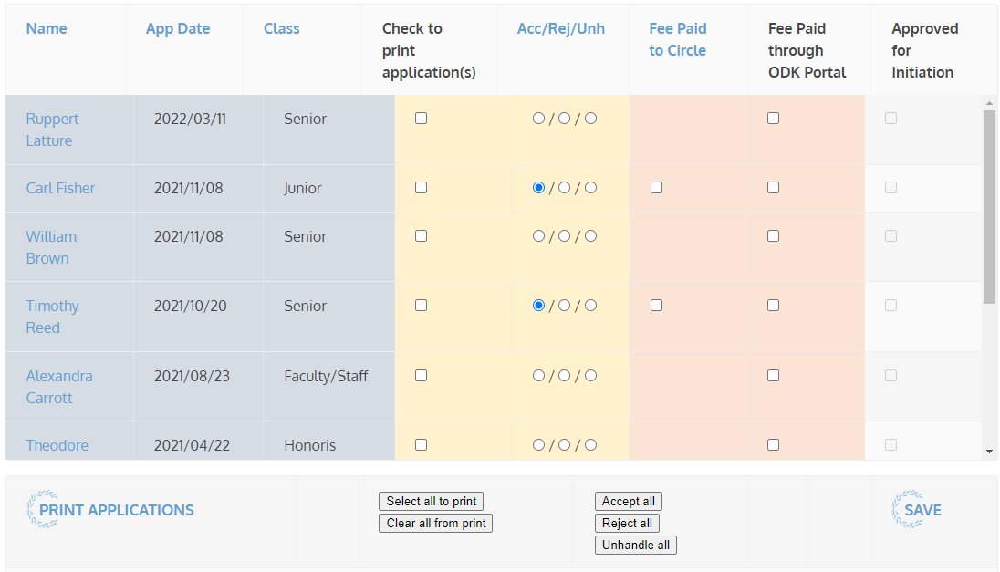 Name App Date Class Check to print application(s) Acc/Rej/Unh Fee Paid to Circle Fee Paid through ODK Portal Approved for Initiation
Ruppert Latture 2022/03/11 Senior / /
Carl Fisher 2021/11/08 Junior / /
William Brown 2021/11/08 Senior / /
Timothy Reed 2021/10/20 Senior / /
Alexandra Carrott 2021/08/23 Faculty/Staff / /
Theodore 2021/04/22 Honoris / /
PRINT APPLICATIONS Select all to print Accept all SAVE
Clear all from print Reject all
Unhandle all